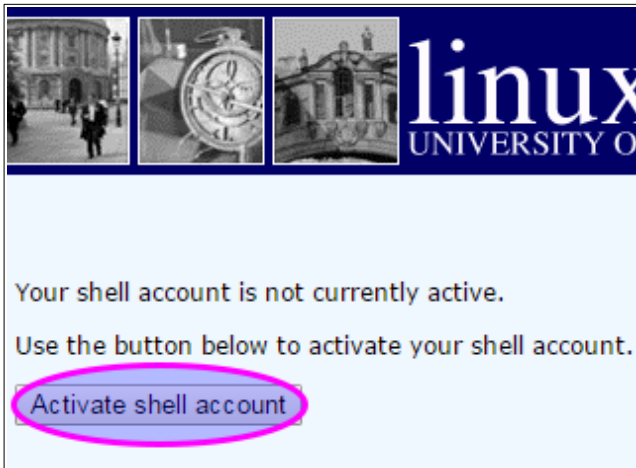 linux
UNIVERSITY O
Your shell account is not currently active.
Use the button below to activate your shell account.
Activate shell account